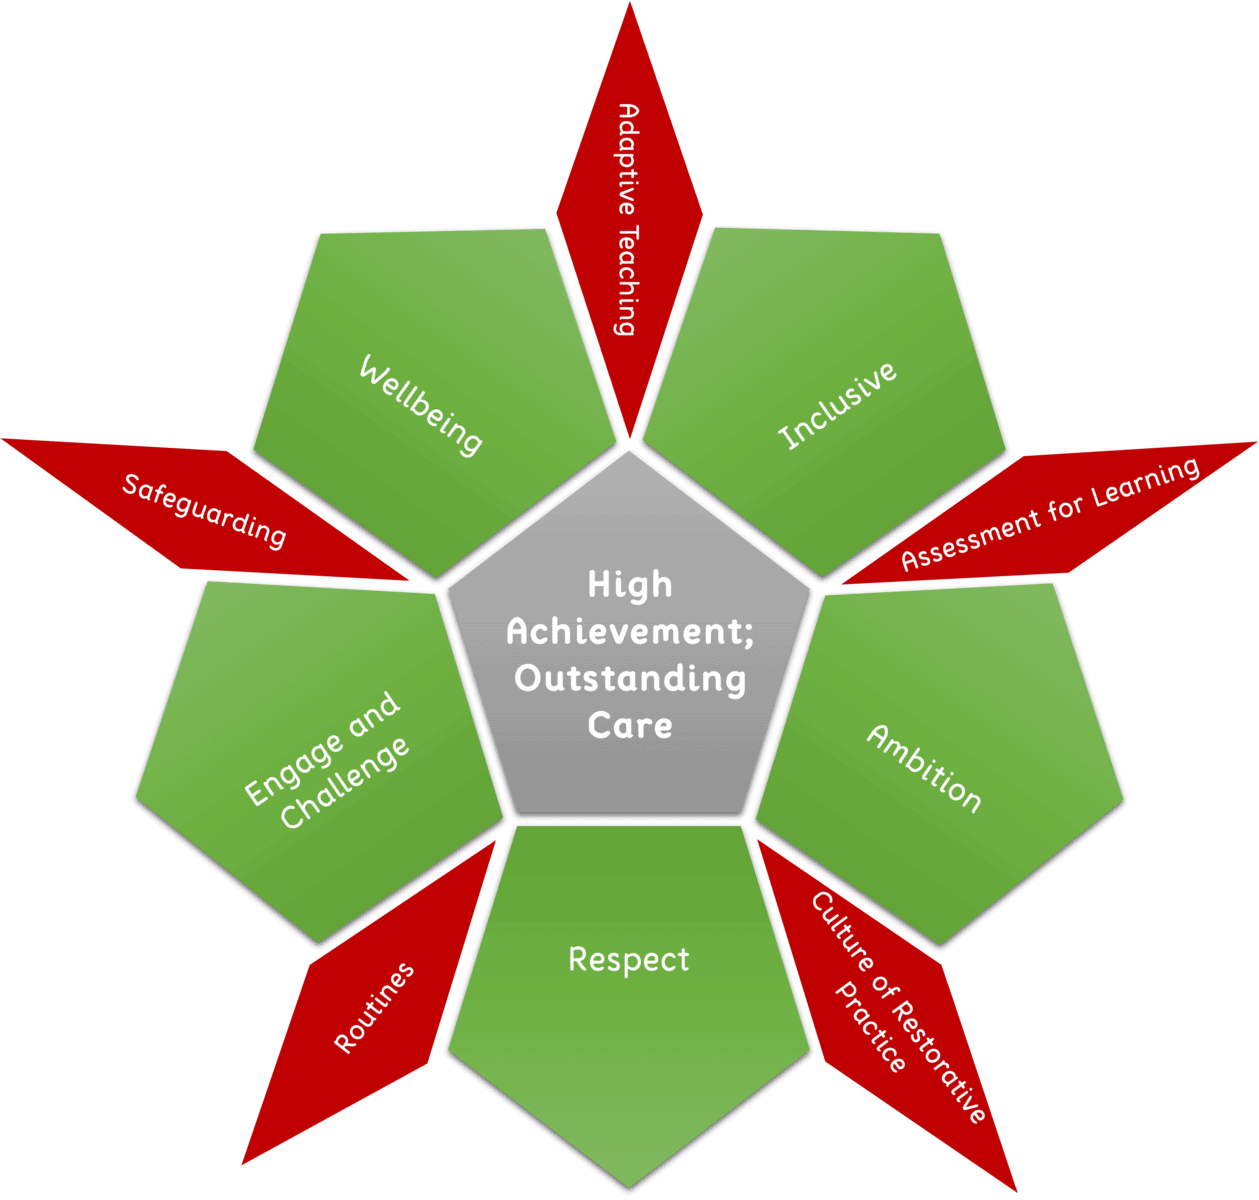 Adaptive Teaching
Wellbeing
Inclusive
Safeguarding
Assessment for Learning
High
Achievement;
Outstanding
Care
Engage and
Challenge
Ambition
Respect
Routines
Culture of Restorative
Practice